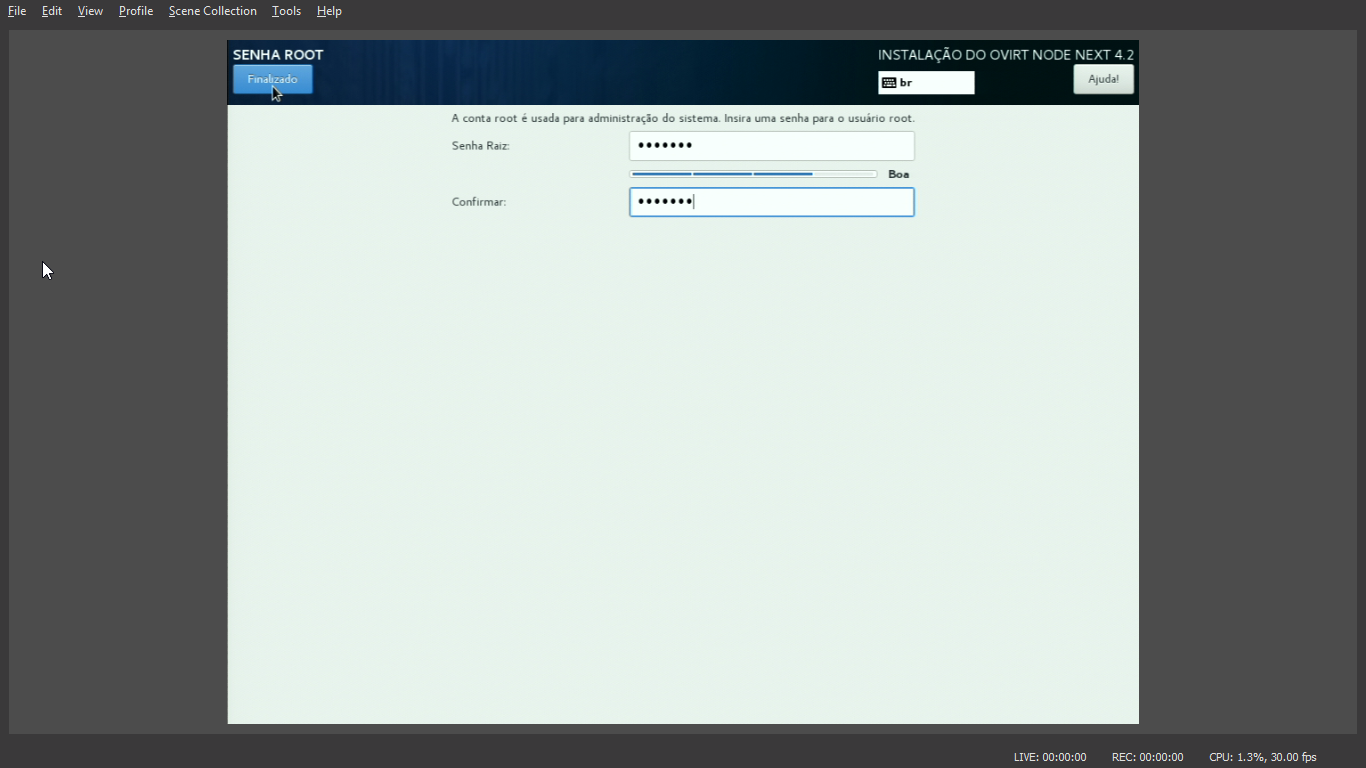 File Edit View Profile Scene Collection Tools Help
SENHA ROOT
INSTALAÇÃO DO OVIRT NODE NEXT 4.2
Finalizado
br
Ajuda!
A conta root é usada para administração do sistema. Insira uma senha para o usuário root.
Senha Raiz: •••••••
Boa
Confirmar: •••••••
LIVE: 00:00:00 REC: 00:00:00 CPU: 1.3%, 30.00 fps